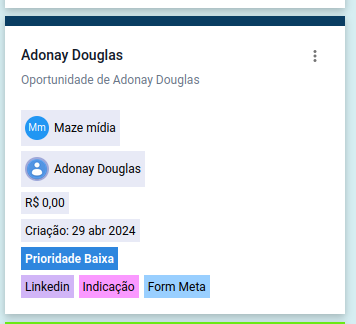 Adonay Douglas
Oportunidade de Adonay Douglas
Mm Maze mídia
Adonay Douglas
R$ 0,00
Criação: 29 abr 2024
Prioridade Baixa
Linkedin Indicação Form Meta